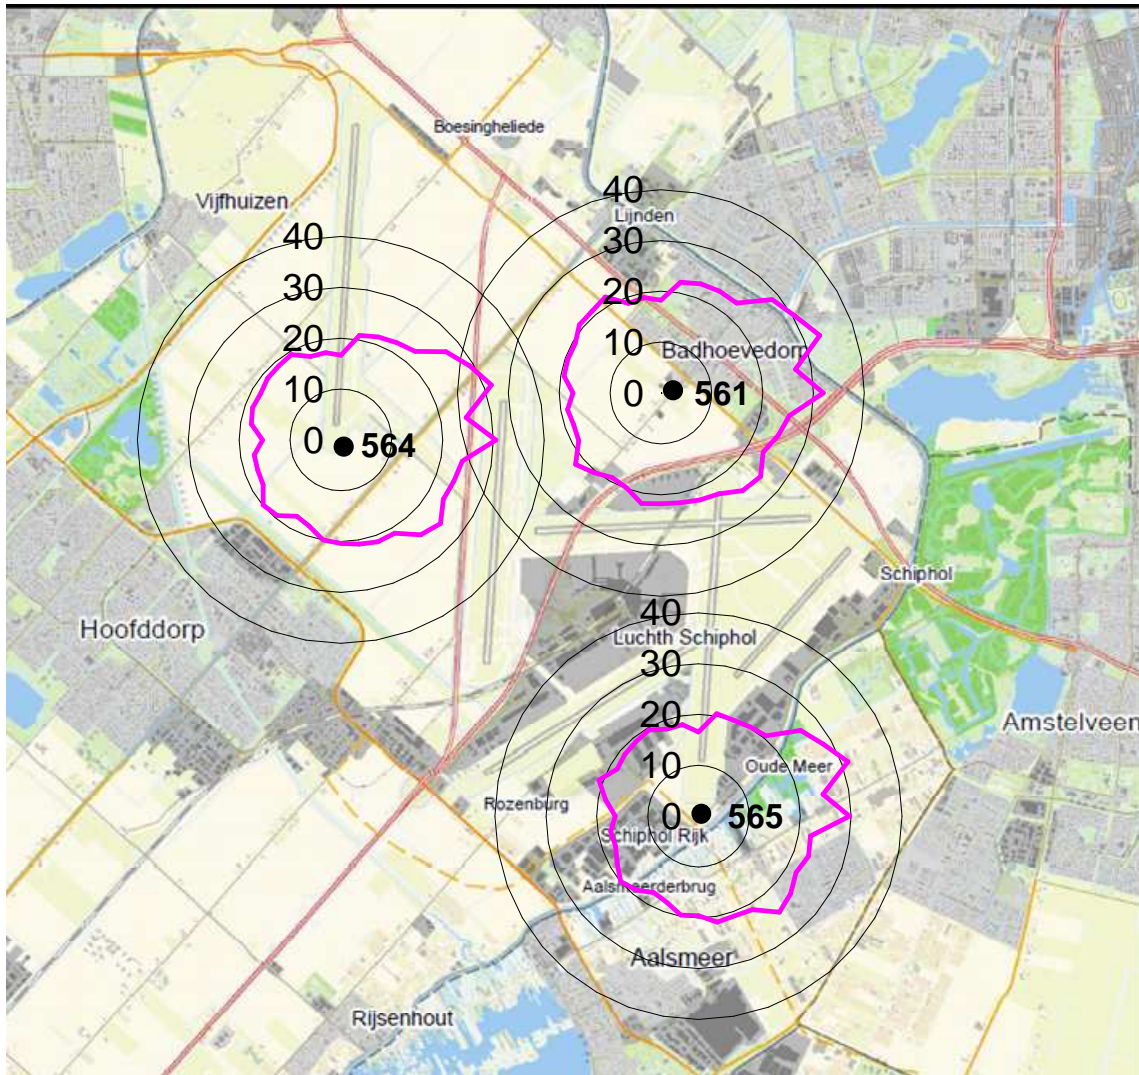 Boesingheliede
Vijfhuizen
40
Lijnden
40
30
30
20
20
10
Badhoevedorp
10
0
561
0
564
Schiphol
40
Hoofddorp
Luchth Schiphol
30
20
Amstelveen
10
Oude Meer
Rozenburg
0
565
Schiphol Rijk
Aalsmeerderbrug
Aalsmeer
Rijsenhout